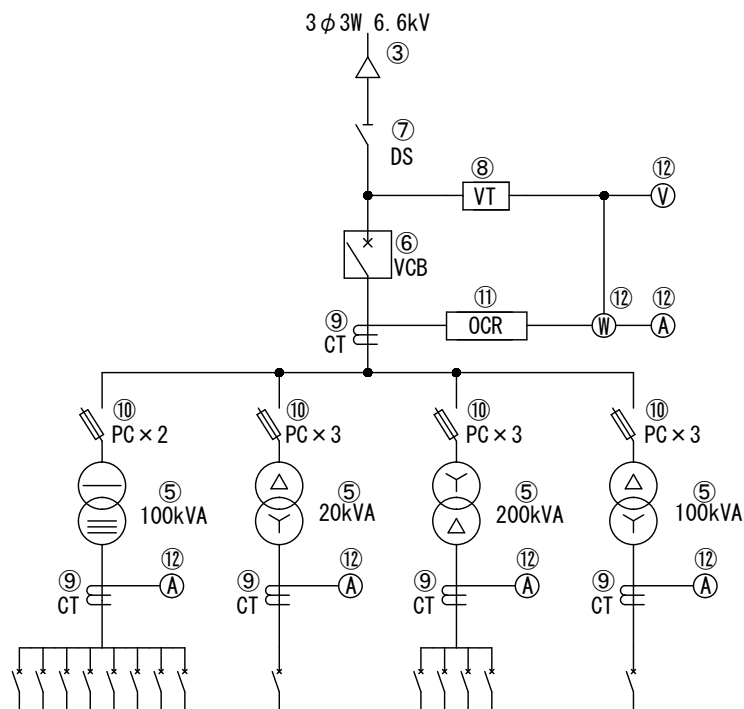 3φ3W 6.6kV
③
⑦
DS
⑧
VT
⑫
V
⑥
VCB
⑪
OCR
⑫
W
⑫
A
⑨
CT
⑩
PC×2
⑩
PC×3
⑩
PC×3
⑩
PC×3
⑤
100kVA
⑤
20kVA
⑤
200kVA
⑤
100kVA
⑨
CT
⑫
A
⑨
CT
⑫
A
⑨
CT
⑫
A
⑨
CT
⑫
A